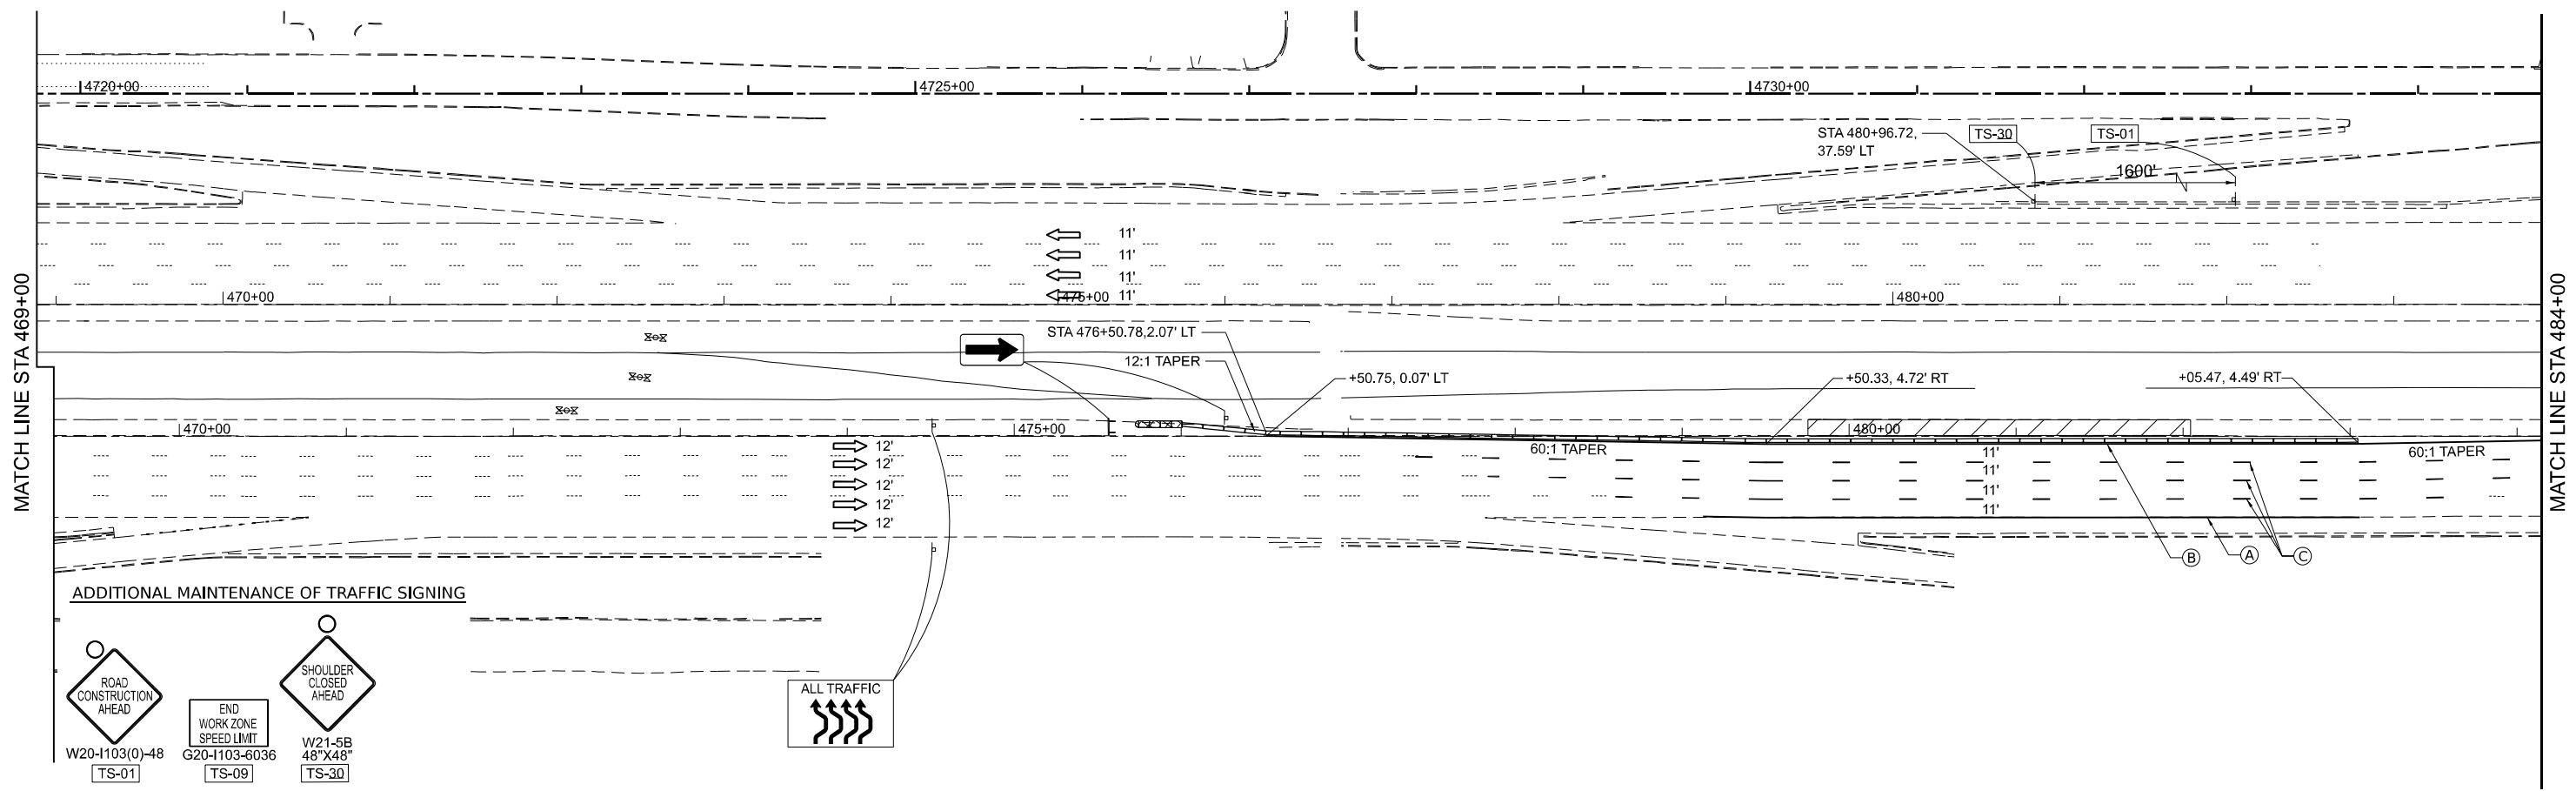 4720+00
4725+00
4730+00
STA 480+96.72,
37.59' LT
TS-30
TS-01
1600'
11'
11'
11'
11'
470+00
475+00
480+00
MATCH LINE STA 469+00
MATCH LINE STA 484+00
STA 476+50.78,2.07' LT
12:1 TAPER
+50.75, 0.07' LT
+50.33, 4.72' RT
+05.47, 4.49' RT
470+00
475+00
480+00
12'
12'
12'
12'
12'
60:1 TAPER
11'
11'
11'
11'
60:1 TAPER
B
A
C
ADDITIONAL MAINTENANCE OF TRAFFIC SIGNING
ROAD
CONSTRUCTION
AHEAD
W20-I103(0)-48
TS-01
END
WORK ZONE
SPEED LIMIT
G20-I103-6036
TS-09
SHOULDER
CLOSED
AHEAD
W21-5B
48"X48"
TS-30
ALL TRAFFIC